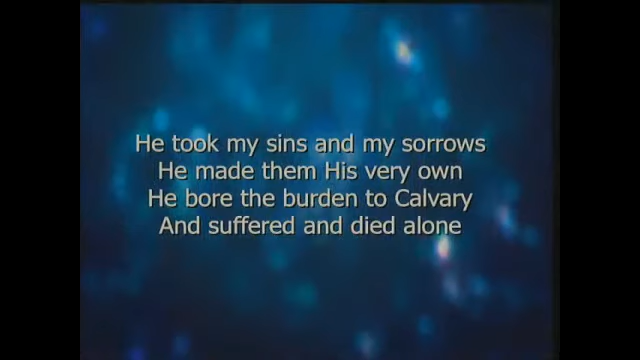 He took my sins and my sorrows
He made them His very own
He bore the burden to Calvary
And suffered and died alone